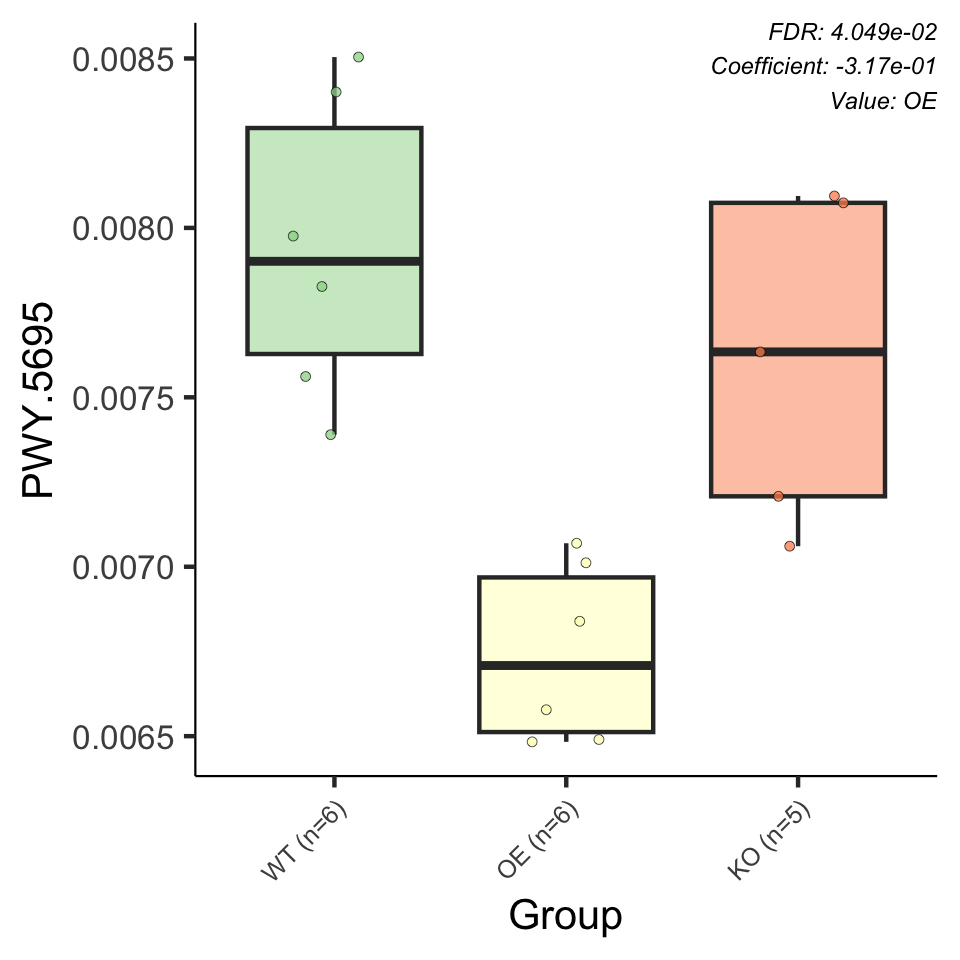 FDR: 4.049e-02
Coefficient: -3.17e-01
Value: OE
0.0085
0.0080
0.0075
0.0070
0.0065
PWY.5695
WT (n=6)
OE (n=6)
KO (n=5)
Group